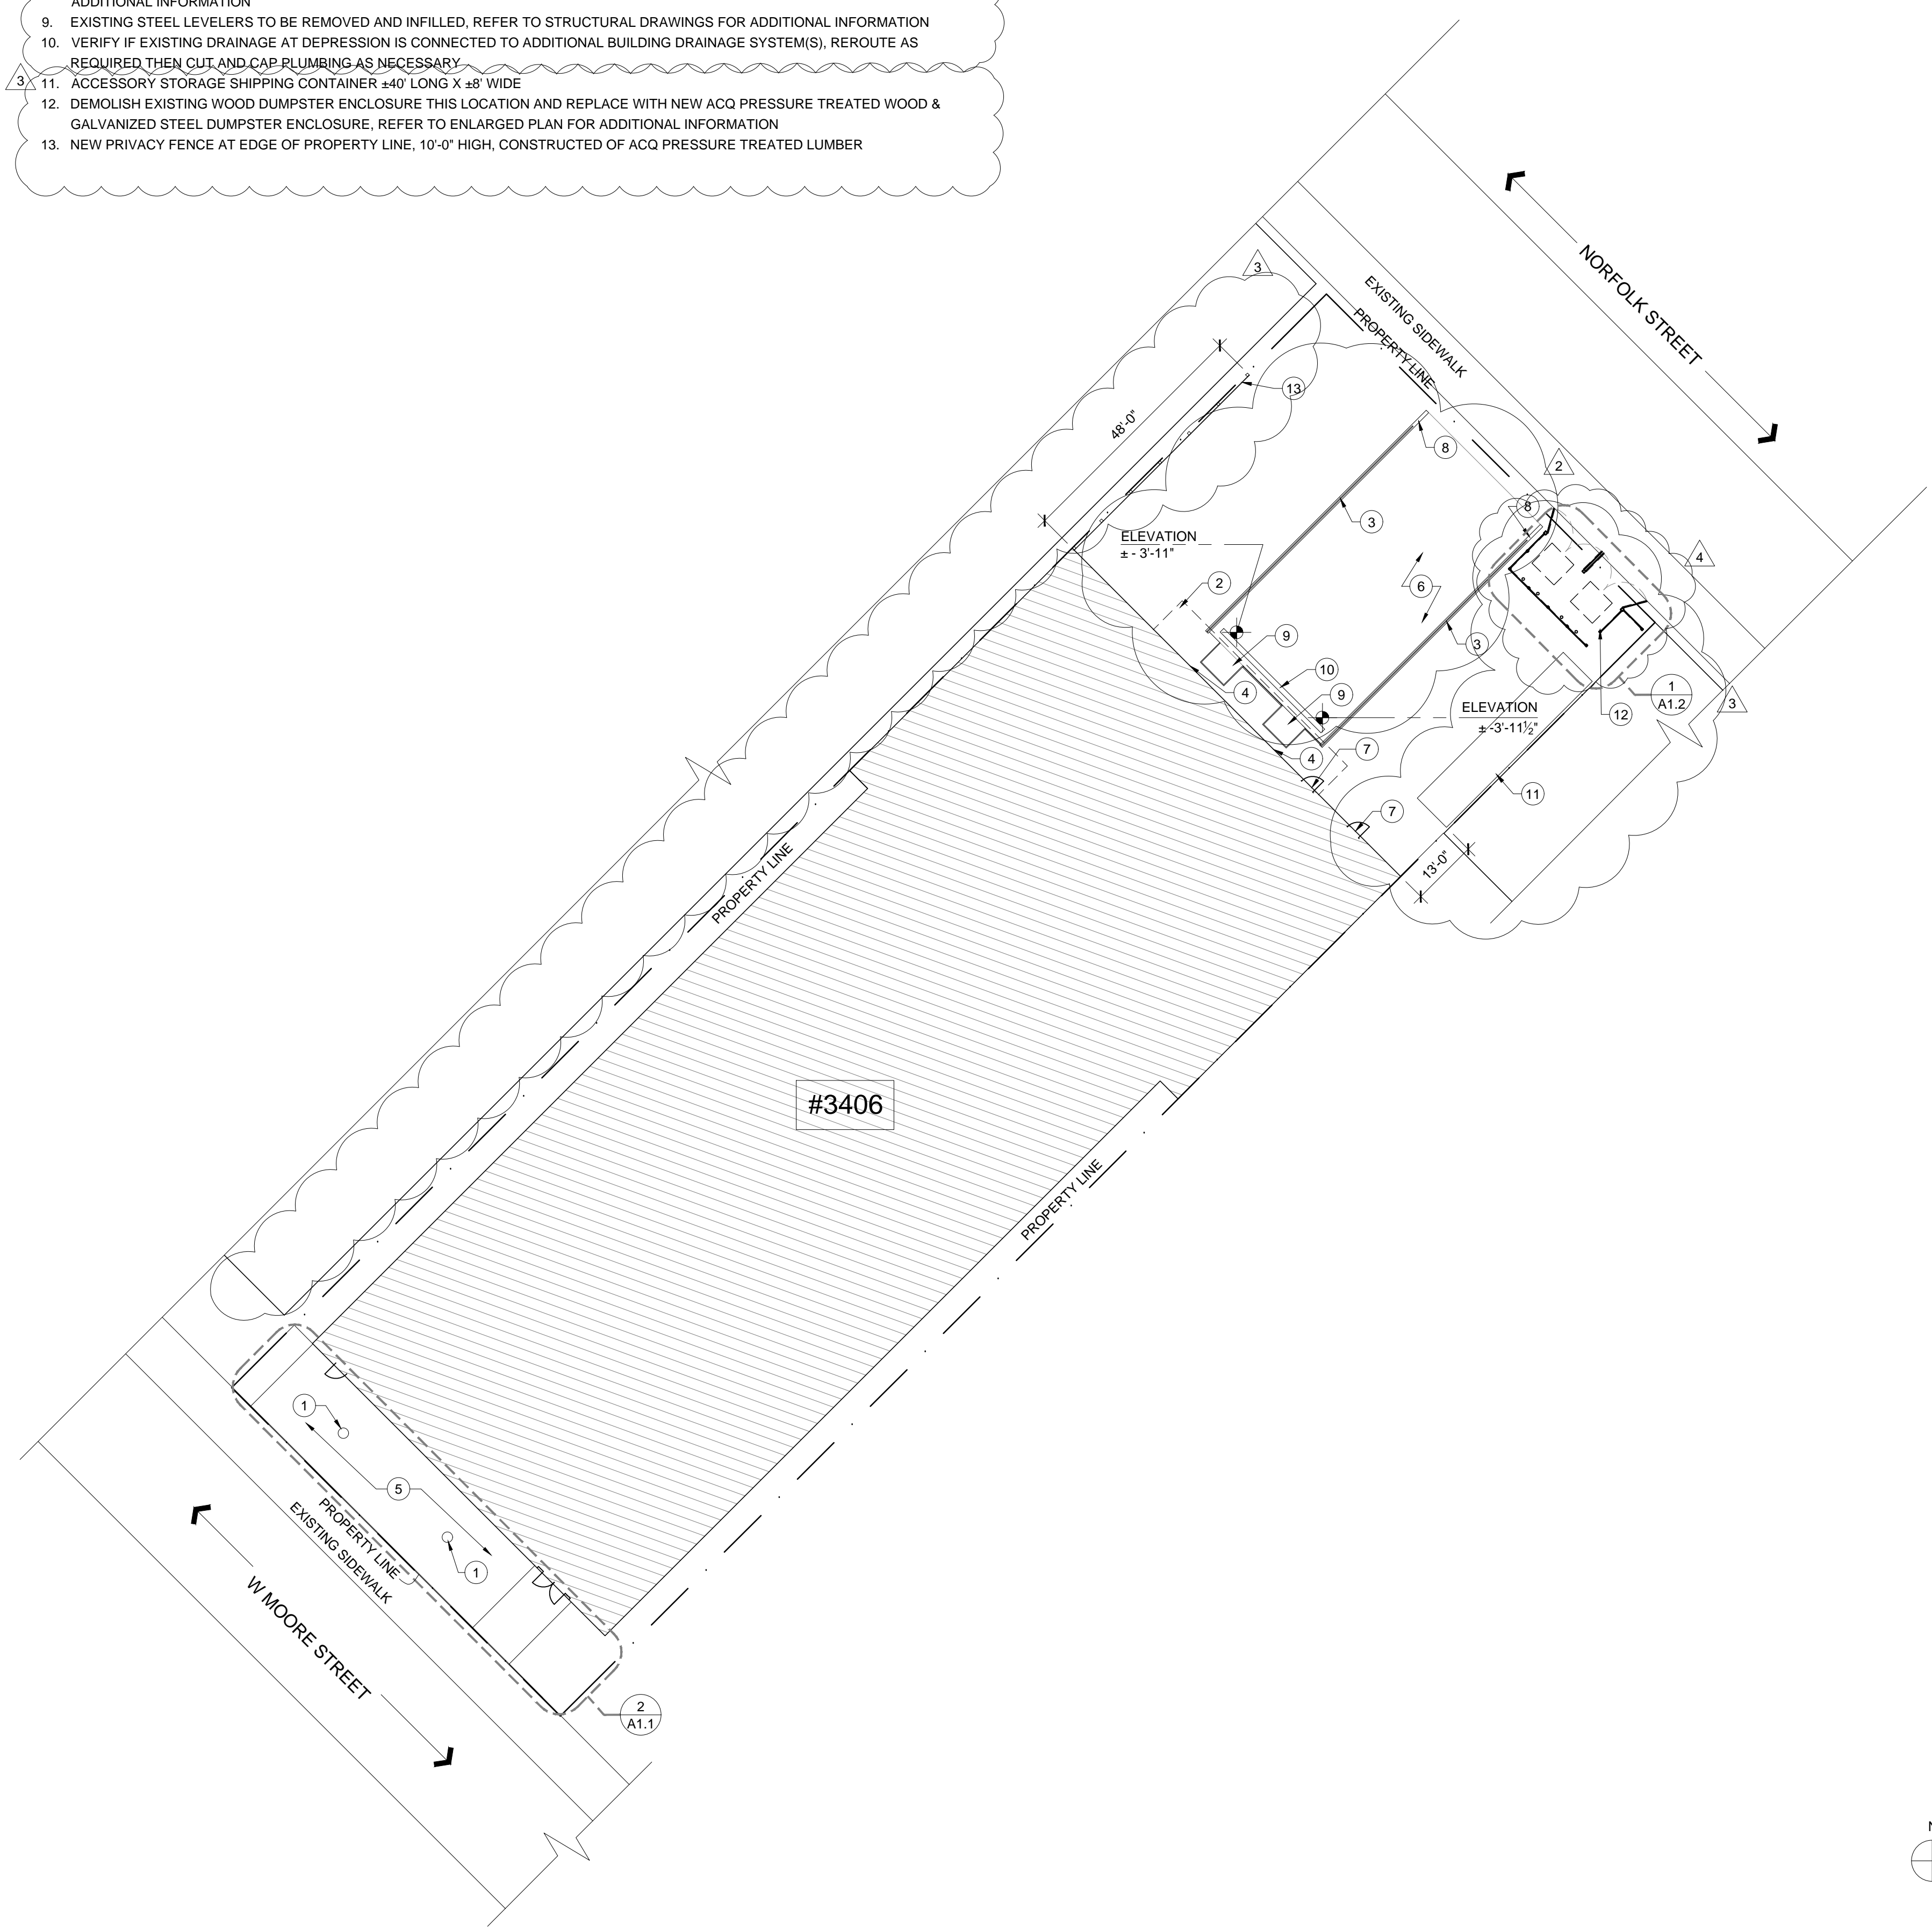 ADDITIONAL INFORMATION
9. EXISTING STEEL LEVELERS TO BE REMOVED AND INFILLED, REFER TO STRUCTURAL DRAWINGS FOR ADDITIONAL INFORMATION
10. VERIFY IF EXISTING DRAINAGE AT DEPRESSION IS CONNECTED TO ADDITIONAL BUILDING DRAINAGE SYSTEM(S), REROUTE AS
REQUIRED THEN CUT AND CAP PLUMBING AS NECESSARY
3
11. ACCESSORY STORAGE SHIPPING CONTAINER ±40' LONG X ±8' WIDE
12. DEMOLISH EXISTING WOOD DUMPSTER ENCLOSURE THIS LOCATION AND REPLACE WITH NEW ACQ PRESSURE TREATED WOOD &
GALVANIZED STEEL DUMPSTER ENCLOSURE, REFER TO ENLARGED PLAN FOR ADDITIONAL INFORMATION
13. NEW PRIVACY FENCE AT EDGE OF PROPERTY LINE, 10'-0" HIGH, CONSTRUCTED OF ACQ PRESSURE TREATED LUMBER
NORFOLK STREET
3
EXISTING SIDEWALK
PROPERTY LINE
13
48'-0"
8
2
8
3
ELEVATION
± - 3'-11"
4
2
6
9
3
10
4
9
1
A1.2
3
ELEVATION
± -3'-11½"
12
7
4
11
7
13'-0"
PROPERTY LINE
#3406
PROPERTY LINE
1
5
PROPERTY LINE
EXISTING SIDEWALK
1
W MOORE STREET
2
A1.1